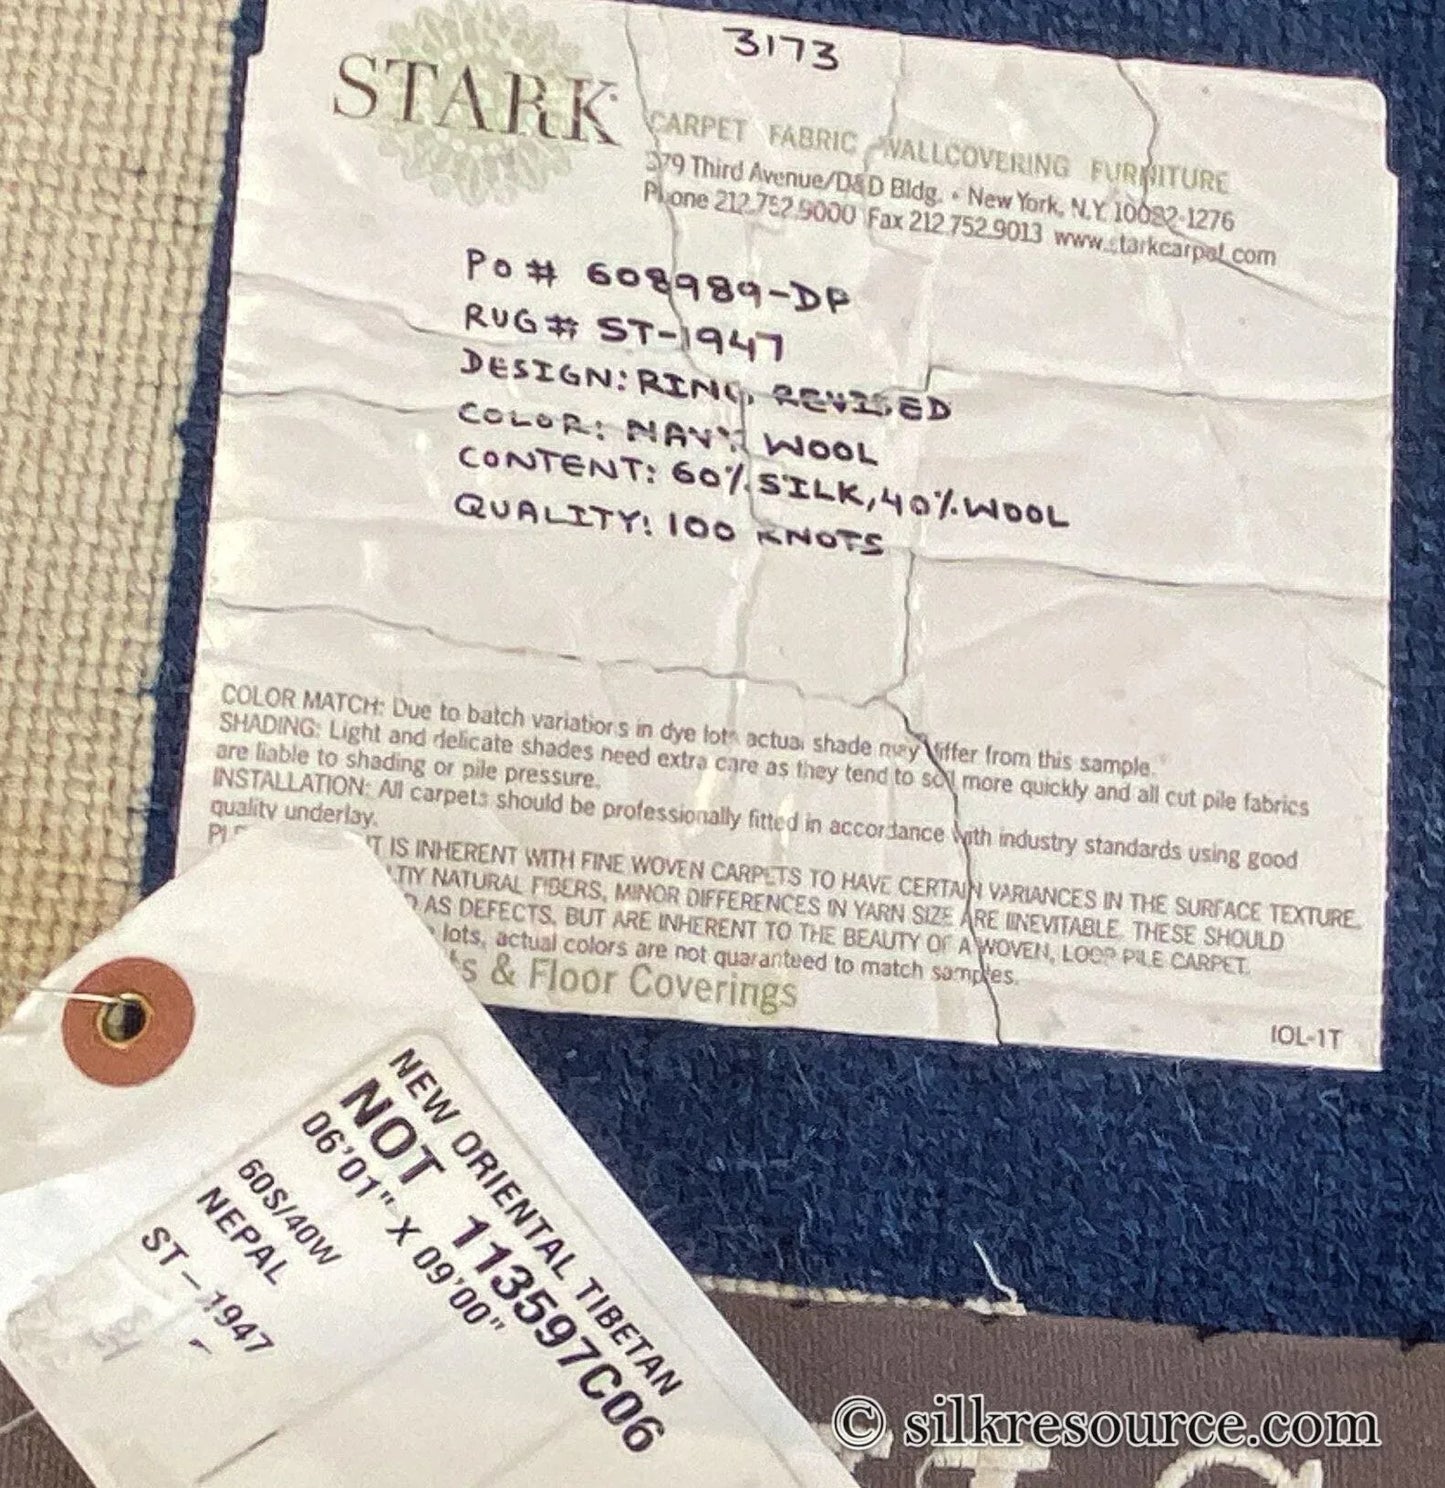 3173
STARK
CARPET FABRIC WALLCOVERING FURNITURE
979 Third Avenue/D&D Bldg. • New York, N.Y. 10022-1276
Phone 212.752.9000 Fax 212.752.9013 www.starkcarpet.com
PO# 608989-DP
RUG# ST-1947
DESIGN: RING, REVISED
COLOR: NAVY WOOL
CONTENT: 60% SILK, 40% WOOL
QUALITY: 100 KNOTS
COLOR MATCH: Due to batch variations in dye lots actual shade may differ from this sample.
SHADING: Light and delicate shades need extra care as they tend to soil more quickly and all cut pile fabrics
are liable to shading or pile pressure.
INSTALLATION: All carpets should be professionally fitted in accordance with industry standards using good
quality underlay.
IT IS INHERENT WITH FINE WOVEN CARPETS TO HAVE CERTAIN VARIANCES IN THE SURFACE TEXTURE.
NATURAL FIBERS, MINOR DIFFERENCES IN YARN SIZE ARE INEVITABLE. THESE SHOULD
AS DEFECTS, BUT ARE INHERENT TO THE BEAUTY OF A WOVEN, LOOP PILE CARPET.
lots, actual colors are not guaranteed to match samples.
& Floor Coverings
IOL-1T
NEW ORIENTAL TIBETAN
NOT 113597C06
06'01" X 09'00"
60S/40W
NEPAL
ST-1947
© silkresource.com